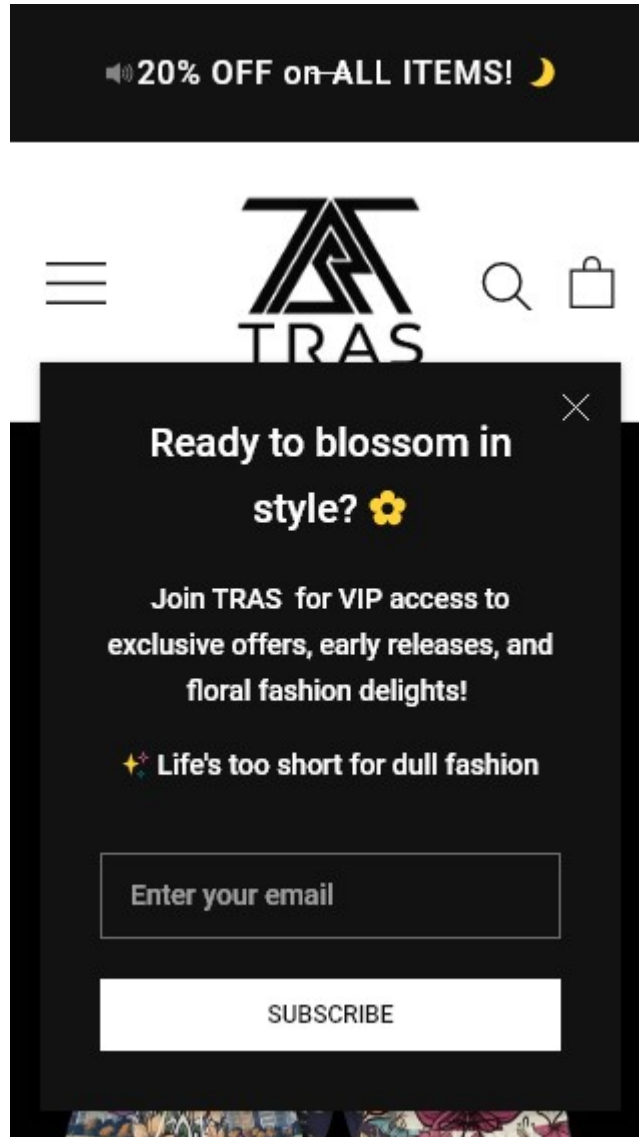 🔊20% OFF on ALL ITEMS! 🌙
TRAS
Ready to blossom in
style? 🌼
Join TRAS  for VIP access to
exclusive offers, early releases, and
floral fashion delights!
✨ Life's too short for dull fashion
Enter your email
SUBSCRIBE